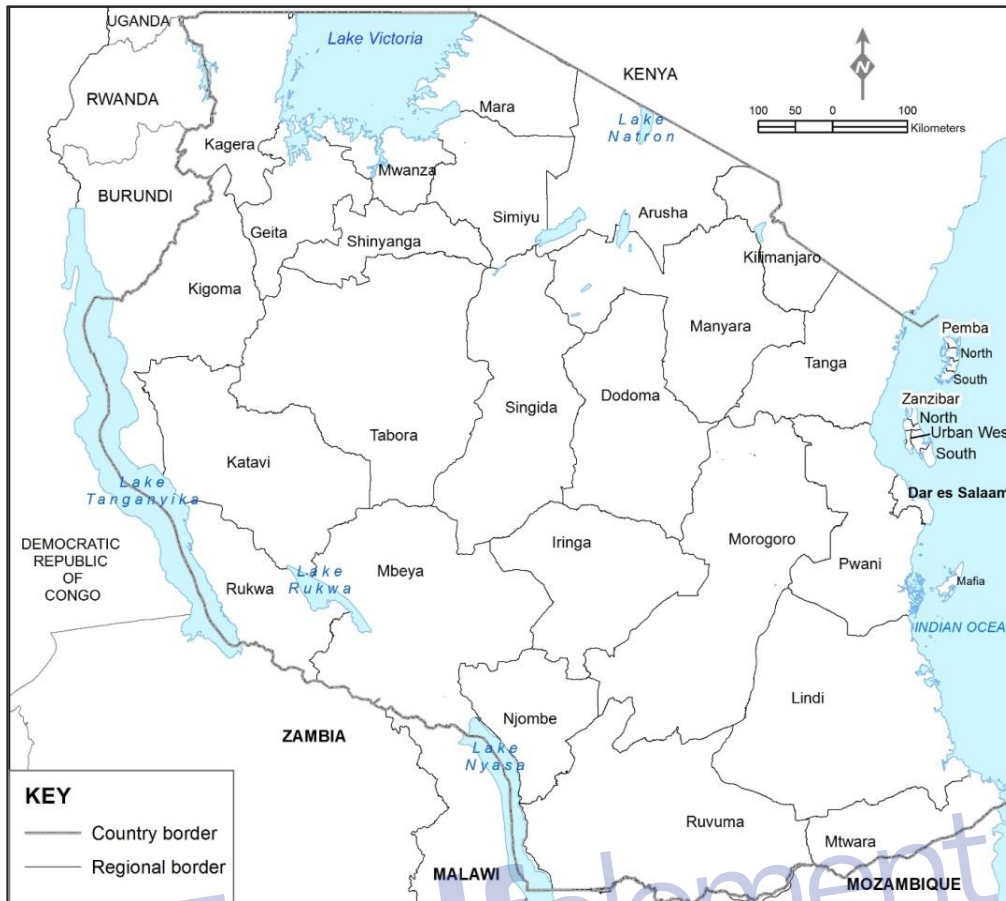 UGANDA
Lake Victoria
KENYA
N
RWANDA
Mara
100 50 0 100
Kilometers
Lake
Natron
Kagera
Mwanza
BURUNDI
Simiyu
Arusha
Geita
Shinyanga
Kilimanjaro
Kigoma
Manyara
Pemba
North
Tanga
South
Dodoma
Singida
Zanzibar
North
Urban Wes
South
Tabora
Katavi
Lake
Tanganyika
Dar es Salaam
DEMOCRATIC
REPUBLIC
OF
CONGO
Iringa
Morogoro
Pwani
Mbeya
Lake
Rukwa
Rukwa
Mafia
INDIAN OCEA
Lindi
Njombe
ZAMBIA
Lake
Nyasa
KEY
Country border
Regional border
Ruvuma
Mtwara
MALAWI
MOZAMBIQUE